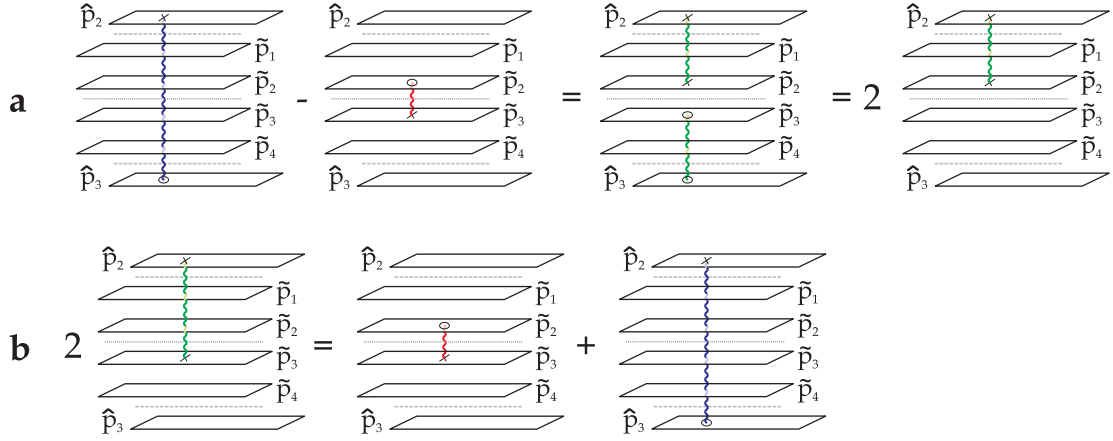 p̂₂ p̂₂ p̂₂ p̂₂
p̃₁ p̃₁ p̃₁ p̃₁
a p̃₂ - p̃₂ = p̃₂ = 2 p̃₂
p̃₃ p̃₃ p̃₃ p̃₃
p̃₄ p̃₄ p̃₄ p̃₄
p̂₃ p̂₃ p̂₃ p̂₃
p̂₂ p̂₂ p̂₂
p̃₁ p̃₁ p̃₁
p̃₂ p̃₂ p̃₂
b 2 p̃₃ = p̃₃ + p̃₃
p̃₄ p̃₄ p̃₄
p̂₃ p̂₃ p̂₃